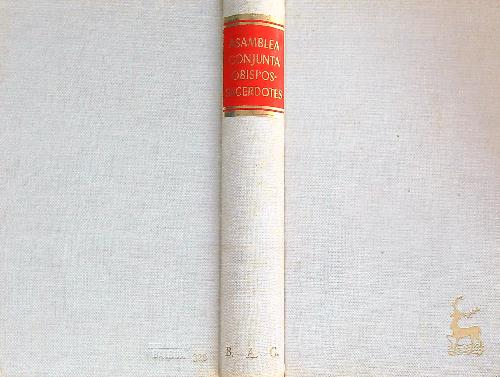 ASAMBLEA
CONJUNTA
OBISPOS-
SACERDOTES
B. A. C.